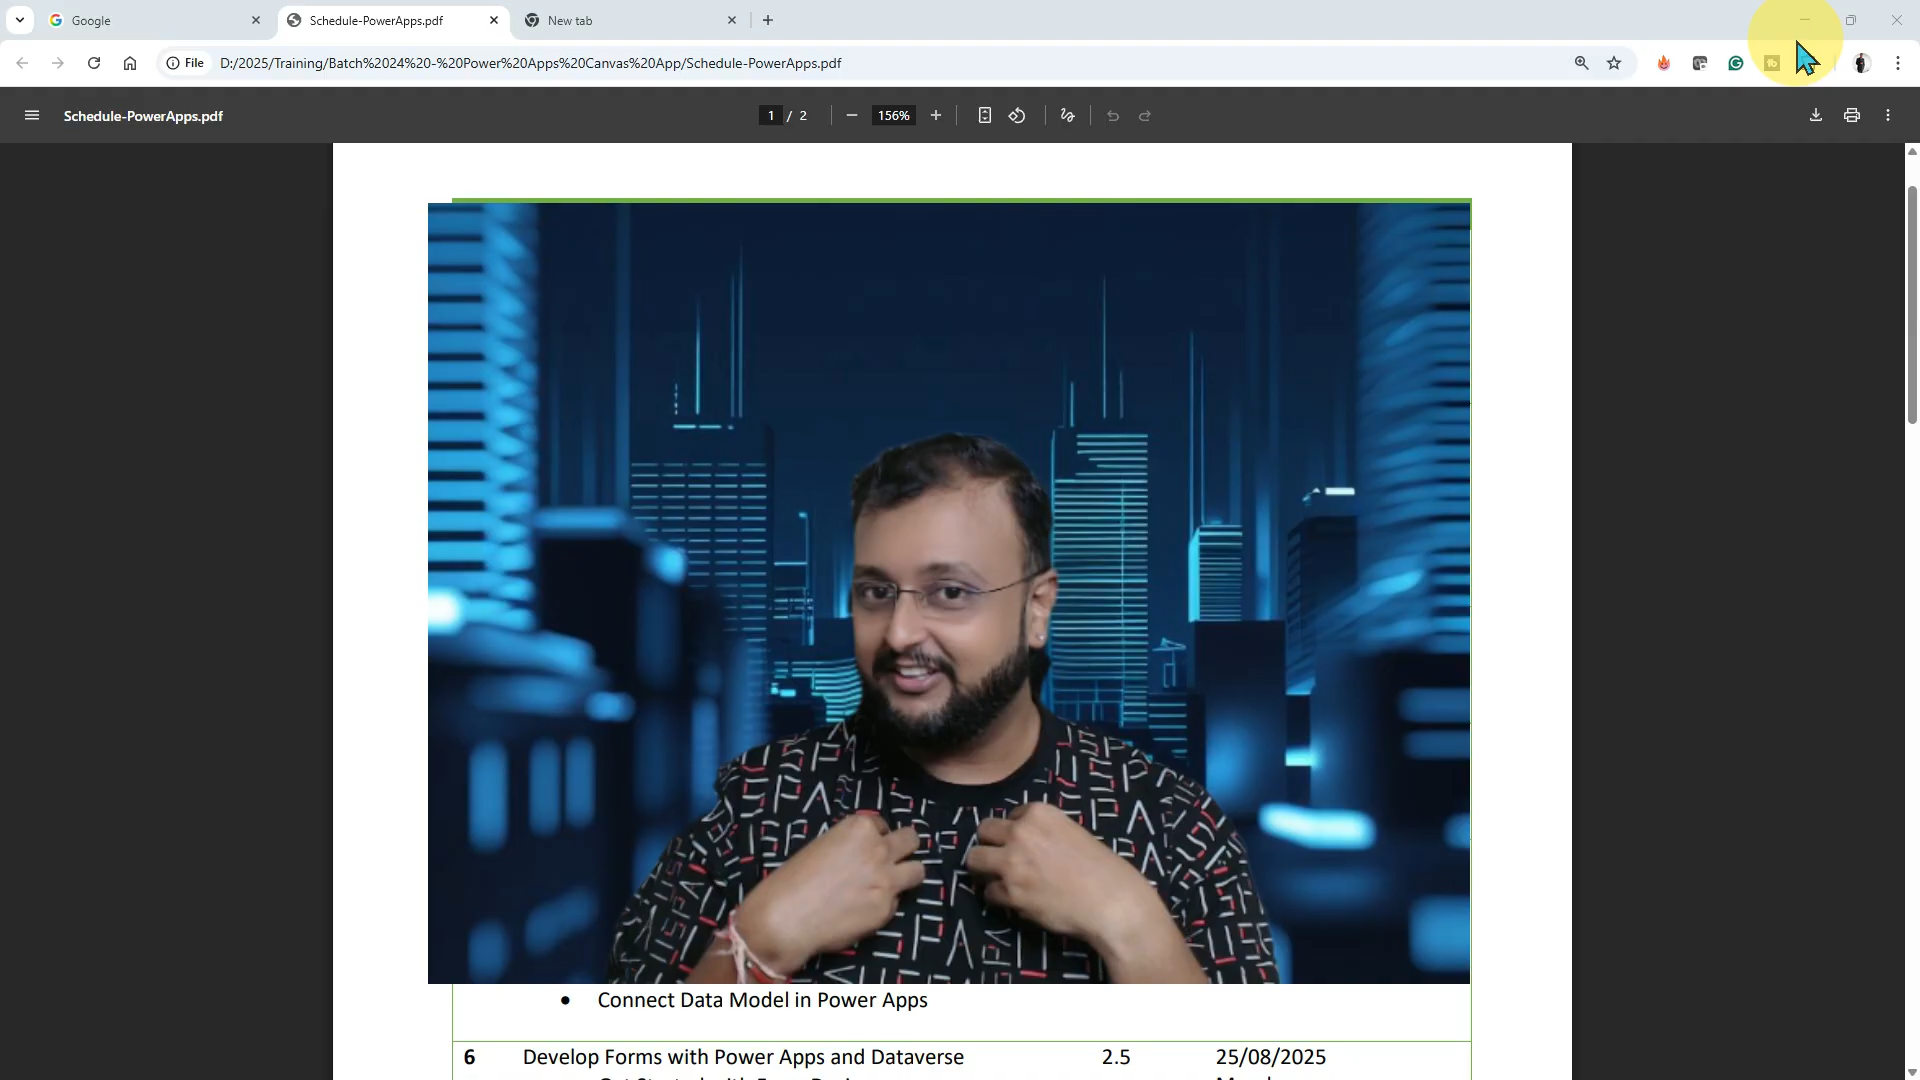 Google
Schedule-PowerApps.pdf
New tab
File
D:/2025/Training/Batch%2024%20-%20Power%20Apps%20Canvas%20App/Schedule-PowerApps.pdf
Schedule-PowerApps.pdf
1 / 2
156%
• Connect Data Model in Power Apps
6 Develop Forms with Power Apps and Dataverse 2.5 25/08/2025